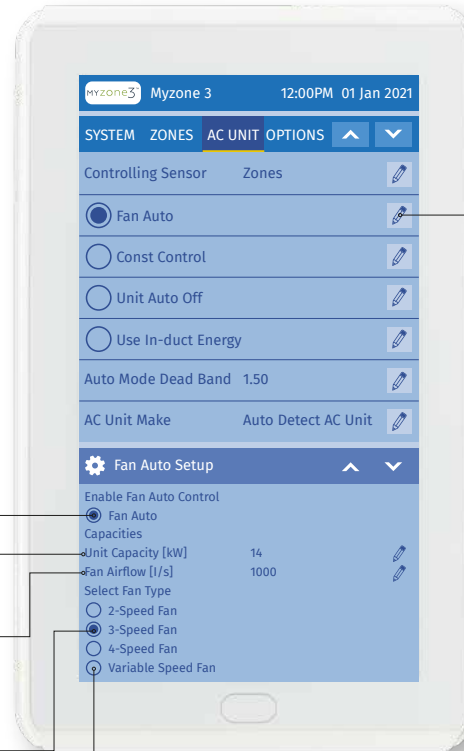 MYzone3™ Myzone 3 12:00PM 01 Jan 2021
SYSTEM ZONES AC UNIT OPTIONS
Controlling Sensor Zones
Fan Auto
Const Control
Unit Auto Off
Use In-duct Energy
Auto Mode Dead Band 1.50
AC Unit Make Auto Detect AC Unit
Fan Auto Setup
Enable Fan Auto Control
Fan Auto
Capacities
Unit Capacity [kW] 14
Fan Airflow [l/s] 1000
Select Fan Type
2-Speed Fan
3-Speed Fan
4-Speed Fan
Variable Speed Fan